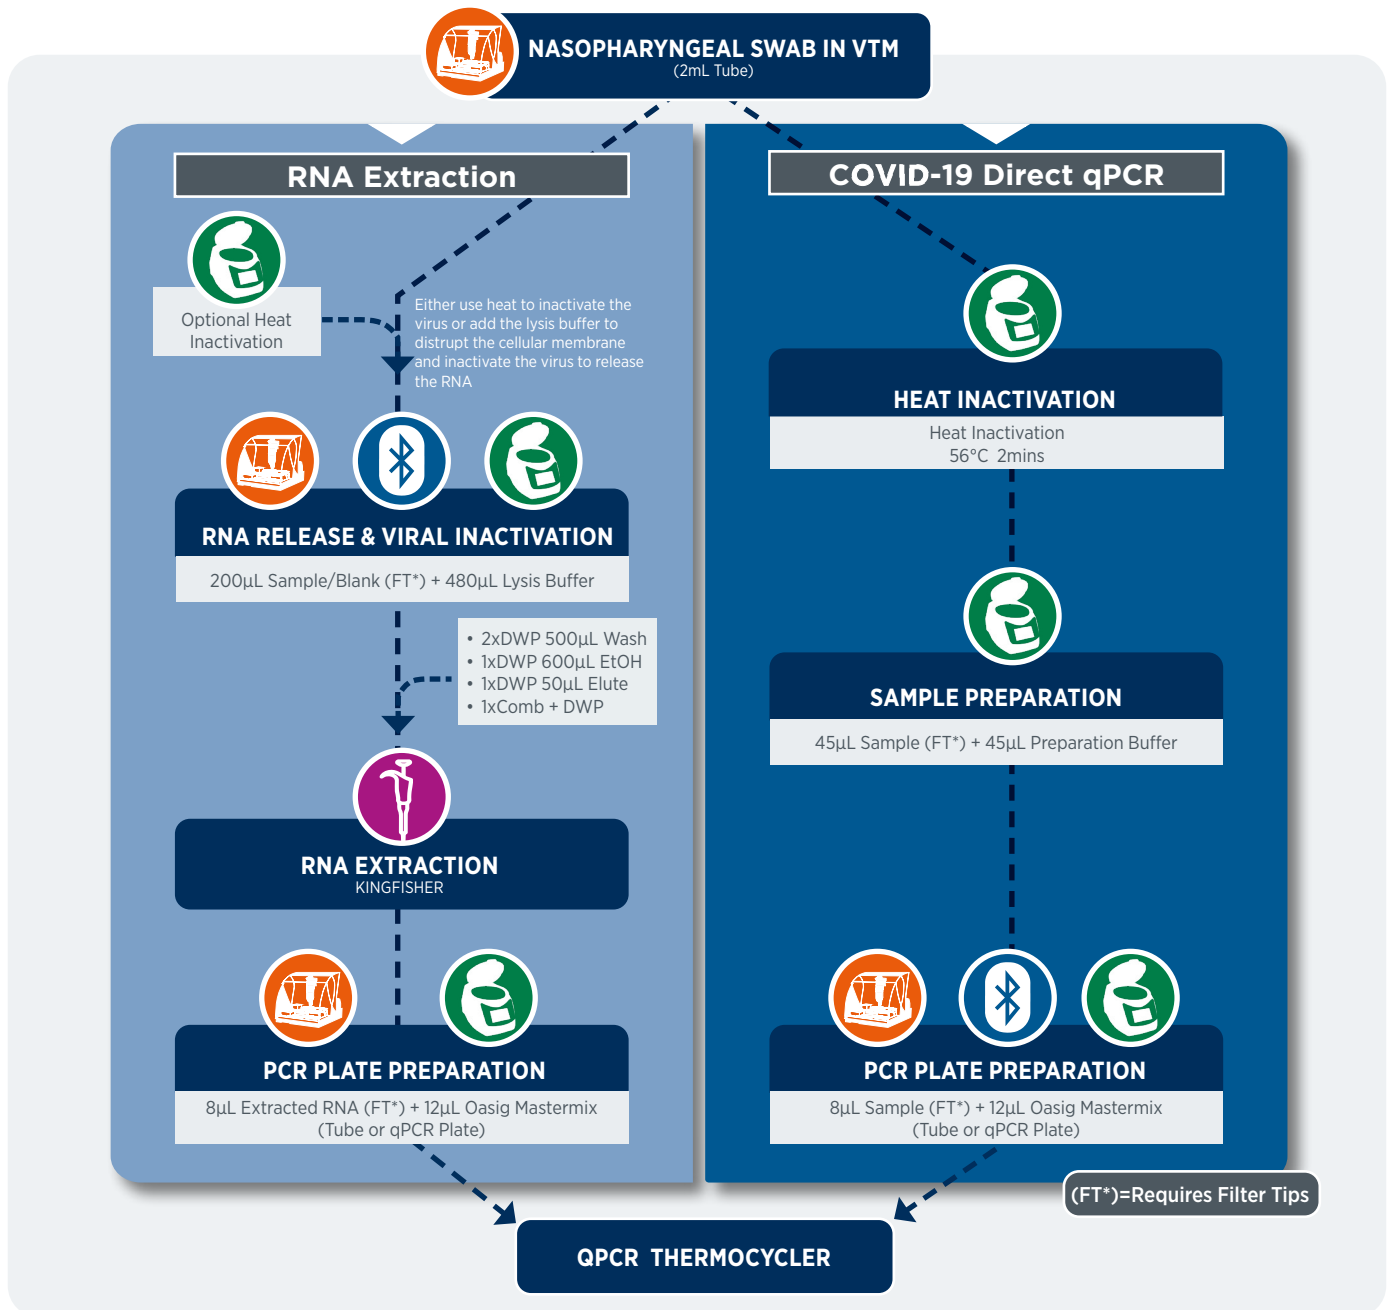 NASOPHARYNGEAL SWAB IN VTM
(2mL Tube)
RNA Extraction
Optional Heat
Inactivation
Either use heat to inactivate the
virus or add the lysis buffer to
distrupt the cellular membrane
and inactivate the virus to release
the RNA
RNA RELEASE & VIRAL INACTIVATION
200µL Sample/Blank (FT*) + 480µL Lysis Buffer
• 2xDWP 500µL Wash
• 1xDWP 600µL EtOH
• 1xDWP 50µL Elute
• 1xComb + DWP
RNA EXTRACTION
KINGFISHER
PCR PLATE PREPARATION
8µL Extracted RNA (FT*) + 12µL Oasig Mastermix
(Tube or qPCR Plate)
COVID-19 Direct qPCR
HEAT INACTIVATION
Heat Inactivation
56°C 2mins
SAMPLE PREPARATION
45µL Sample (FT*) + 45µL Preparation Buffer
PCR PLATE PREPARATION
8µL Sample (FT*) + 12µL Oasig Mastermix
(Tube or qPCR Plate)
(FT*)=Requires Filter Tips
QPCR THERMOCYCLER